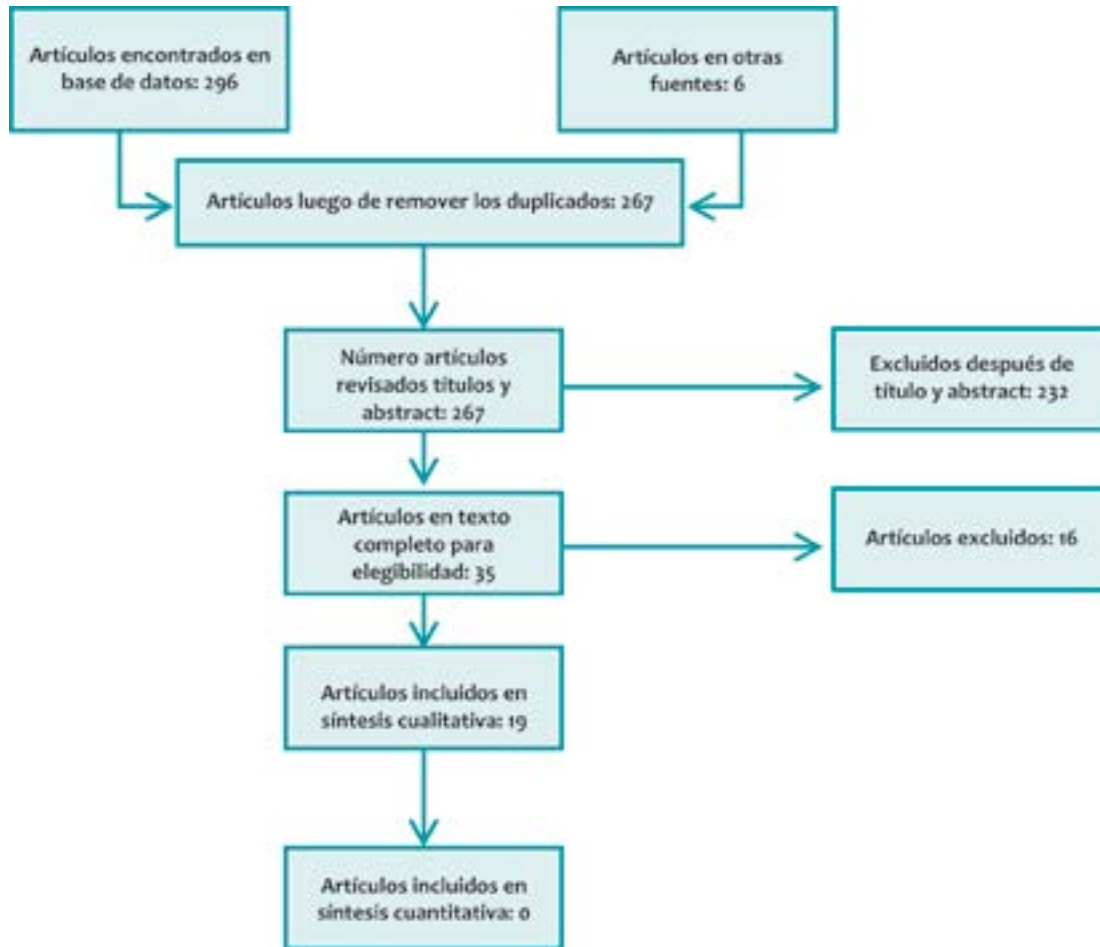 Artículos encontrados en
base de datos: 296
Artículos en otras
fuentes: 6
Artículos luego de remover los duplicados: 267
Número artículos
revisados títulos y
abstract: 267
Excluidos después de
título y abstract: 232
Artículos en texto
completo para
elegibilidad: 35
Artículos excluidos: 16
Artículos incluidos en
síntesis cualitativa: 19
Artículos incluidos en
síntesis cuantitativa: 0